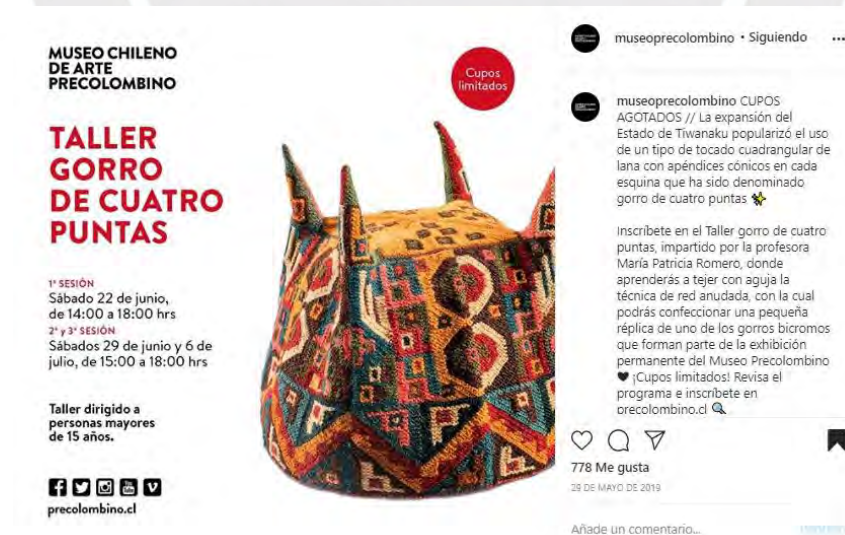 MUSEO CHILENO
DE ARTE
PRECOLOMBINO
Cupos
limitados
TALLER
GORRO
DE CUATRO
PUNTAS
1ª SESIÓN
Sábado 22 de junio,
de 14:00 a 18:00 hrs
2ª y 3ª SESIÓN
Sábados 29 de junio y 6 de
julio, de 15:00 a 18:00 hrs
Taller dirigido a
personas mayores
de 15 años.
precolombino.cl
museoprecolombino • Siguiendo
museoprecolombino CUPOS
AGOTADOS // La expansión del
Estado de Tiwanaku popularizó el uso
de un tipo de tocado cuadrangular de
lana con apéndices cónicos en cada
esquina que ha sido denominado
gorro de cuatro puntas ✨
Inscríbete en el Taller gorro de cuatro
puntas, impartido por la profesora
María Patricia Romero, donde
aprenderás a tejer con aguja la
técnica de red anudada, con la cual
podrás confeccionar una pequeña
réplica de uno de los gorros bicromos
que forman parte de la exhibición
permanente del Museo Precolombino
🖤 ¡Cupos limitados! Revisa el
programa e inscríbete en
precolombino.cl 🔍
778 Me gusta
29 DE MAYO DE 2019
Añade un comentario...